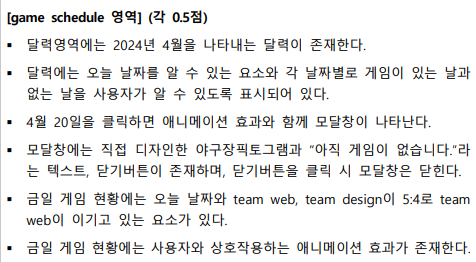 [game schedule 영역] (각 0.5점)
▪ 달력영역에는 2024년 4월을 나타내는 달력이 존재한다.
▪ 달력에는 오늘 날짜를 알 수 있는 요소와 각 날짜별로 게임이 있는 날과
없는 날을 사용자가 알 수 있도록 표시되어 있다.
▪ 4월 20일을 클릭하면 애니메이션 효과와 함께 모달창이 나타난다.
▪ 모달창에는 직접 디자인한 야구장픽토그램과 “아직 게임이 없습니다.”라
는 텍스트, 닫기버튼이 존재하며, 닫기버튼을 클릭 시 모달창은 닫힌다.
▪ 금일 게임 현황에는 오늘 날짜와 team web, team design이 5:4로 team
web이 이기고 있는 요소가 있다.
▪ 금일 게임 현황에는 사용자와 상호작용하는 애니메이션 효과가 존재한다.